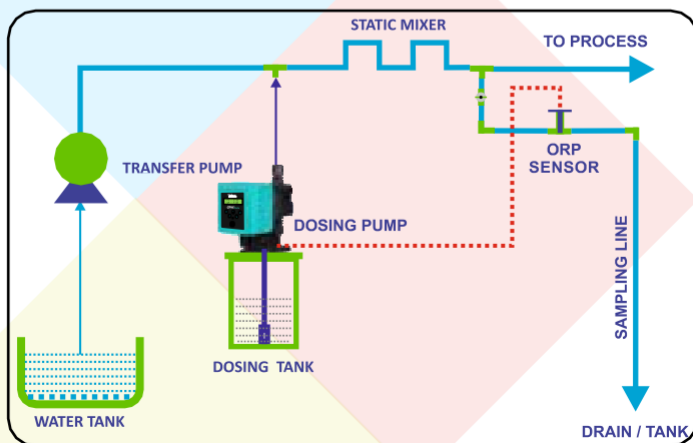 STATIC MIXER
TO PROCESS
TRANSFER PUMP
ORP
SENSOR
DOSING PUMP
SAMPLING LINE
DOSING TANK
WATER TANK
DRAIN / TANK